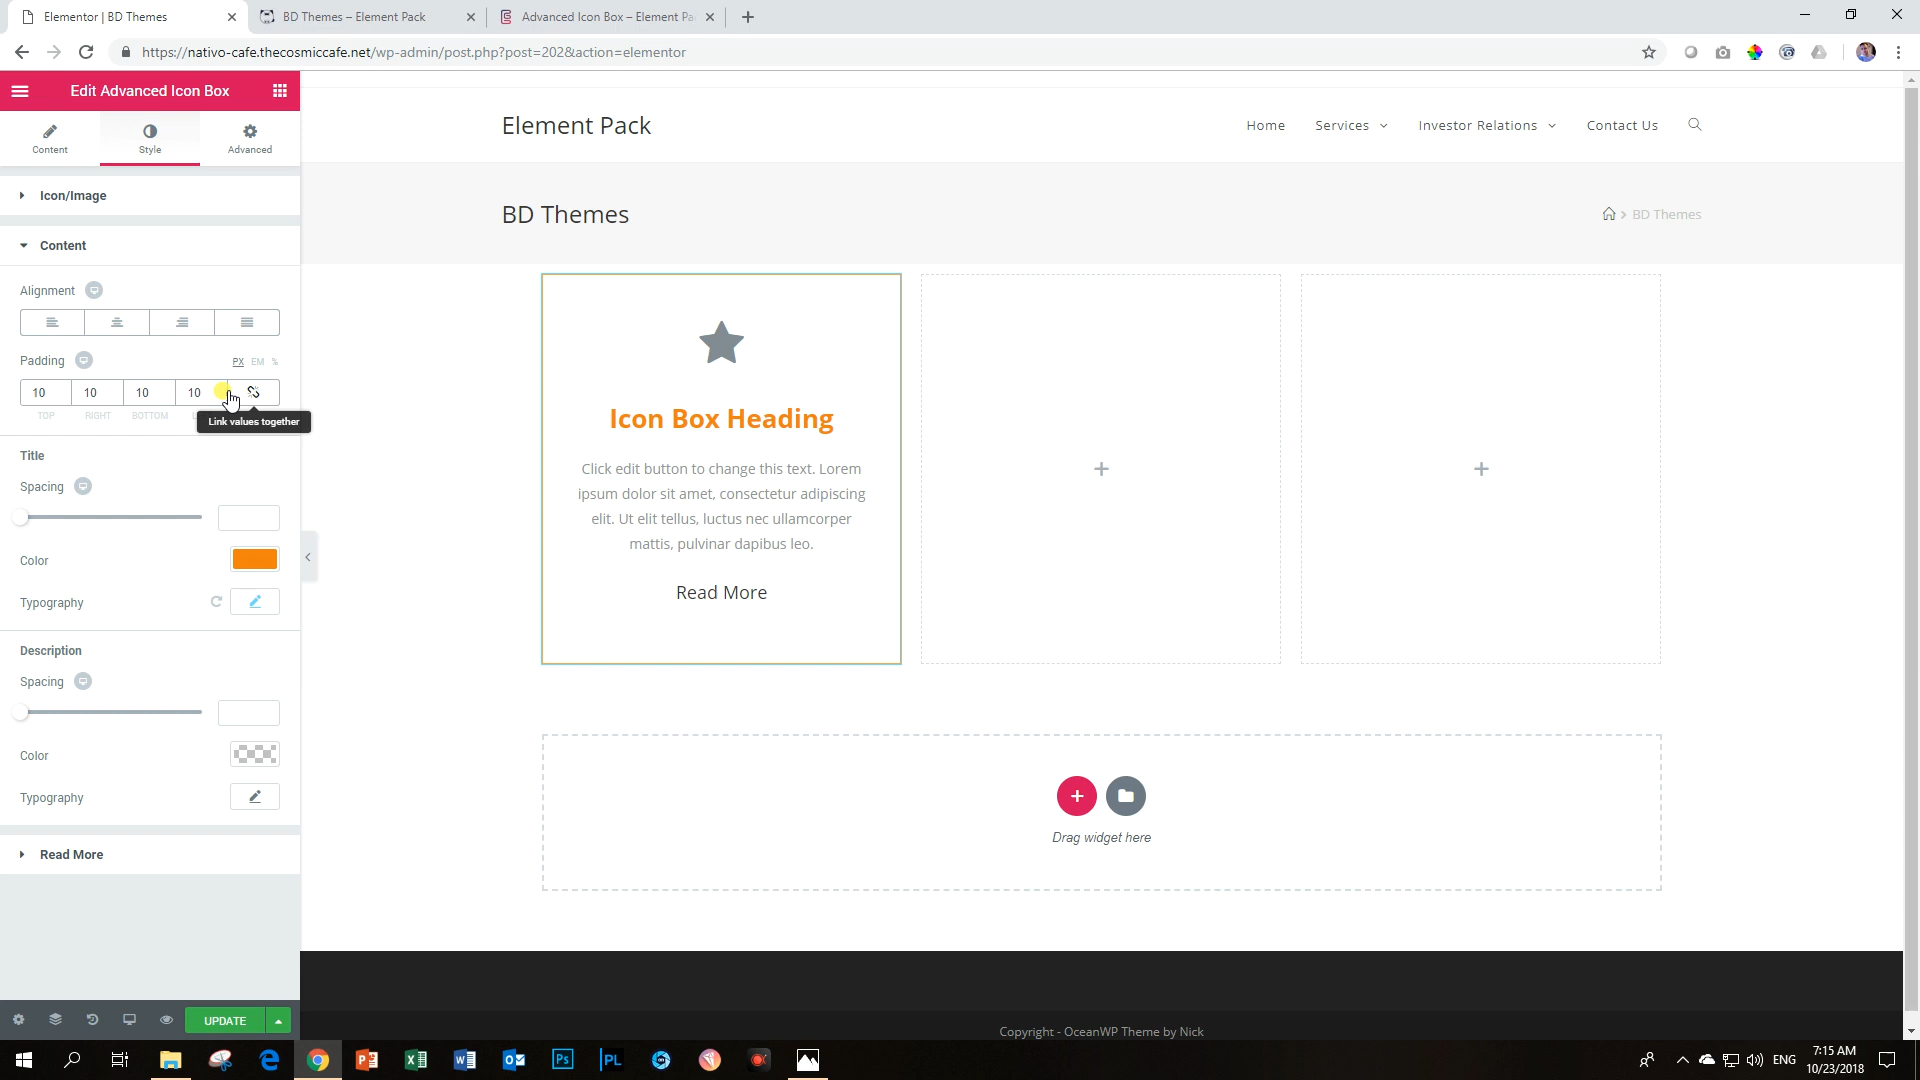 Elementor | BD Themes
BD Themes – Element Pack
Advanced Icon Box – Element Pa
https://nativo-cafe.thecosmiccafe.net/wp-admin/post.php?post=202&action=elementor
Edit Advanced Icon Box
Content
Style
Advanced
Icon/Image
Content
Alignment
Padding
PX EM %
10 10 10 10
TOP RIGHT BOTTOM
Link values together
Title
Spacing
Color
Typography
Description
Spacing
Color
Typography
Read More
UPDATE
Element Pack
Home Services Investor Relations Contact Us
BD Themes
> BD Themes
Icon Box Heading
Click edit button to change this text. Lorem
ipsum dolor sit amet, consectetur adipiscing
elit. Ut elit tellus, luctus nec ullamcorper
mattis, pulvinar dapibus leo.
Read More
Drag widget here
Copyright - OceanWP Theme by Nick
Ps
PL
ENG
7:15 AM
10/23/2018